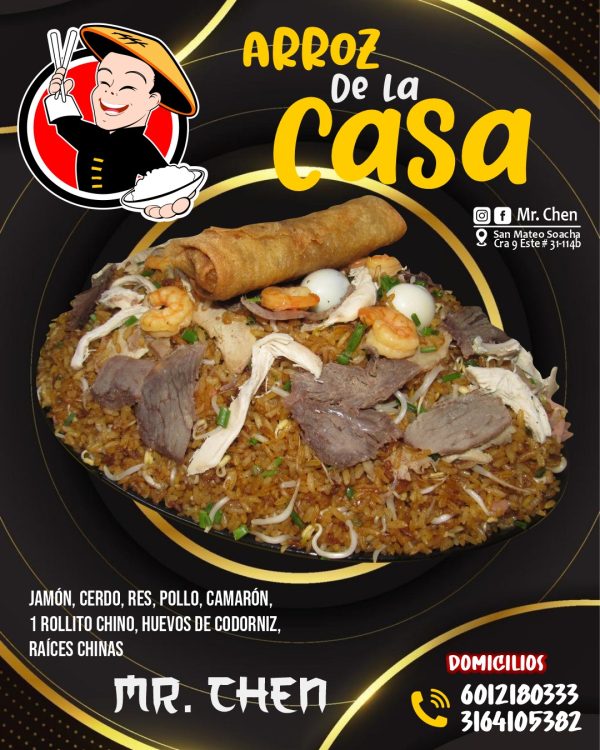 ARROZ
DE LA
CASA
Mr. Chen
San Mateo Soacha
Cra 9 Este # 31-114b
JAMÓN, CERDO, RES, POLLO, CAMARÓN,
1 ROLLITO CHINO, HUEVOS DE CODORNIZ,
RAÍCES CHINAS
MR. CHEN
DOMICILIOS
6012180333
3164105382